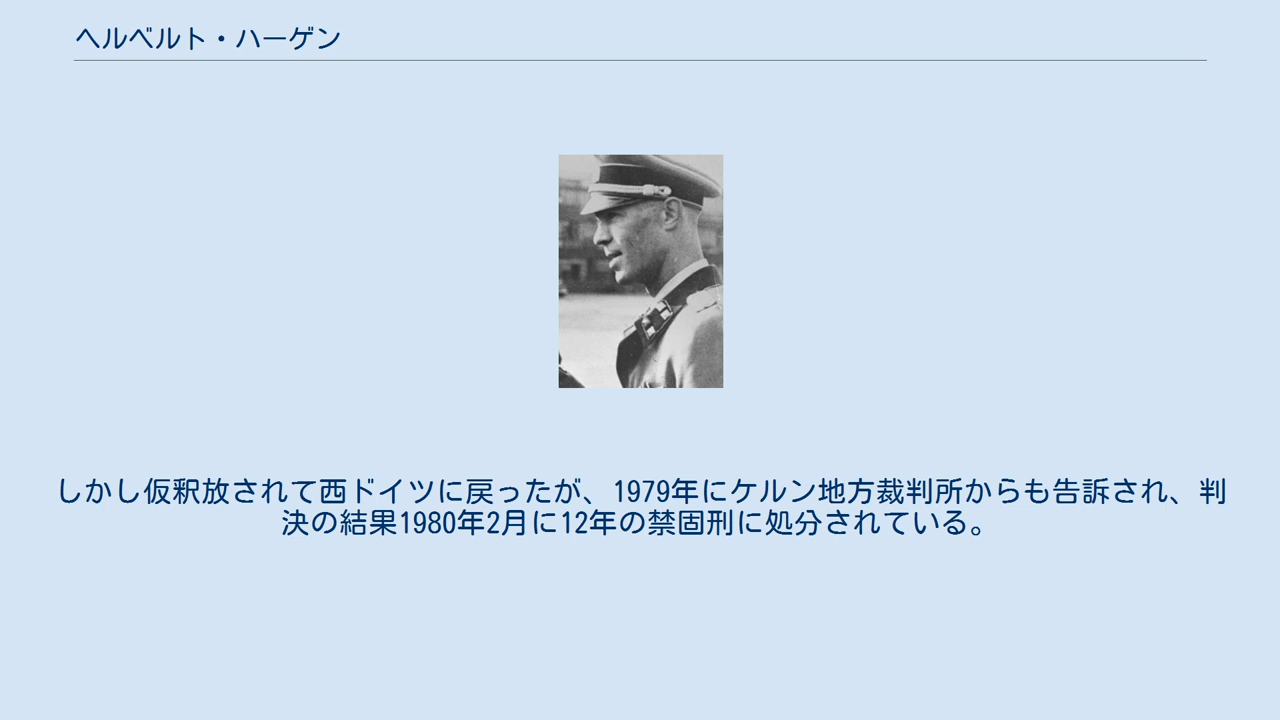 ヘルベルト・ハーゲン
しかし仮釈放されて西ドイツに戻ったが、1979年にケルン地方裁判所からも告訴され、判
決の結果1980年2月に12年の禁固刑に処分されている。